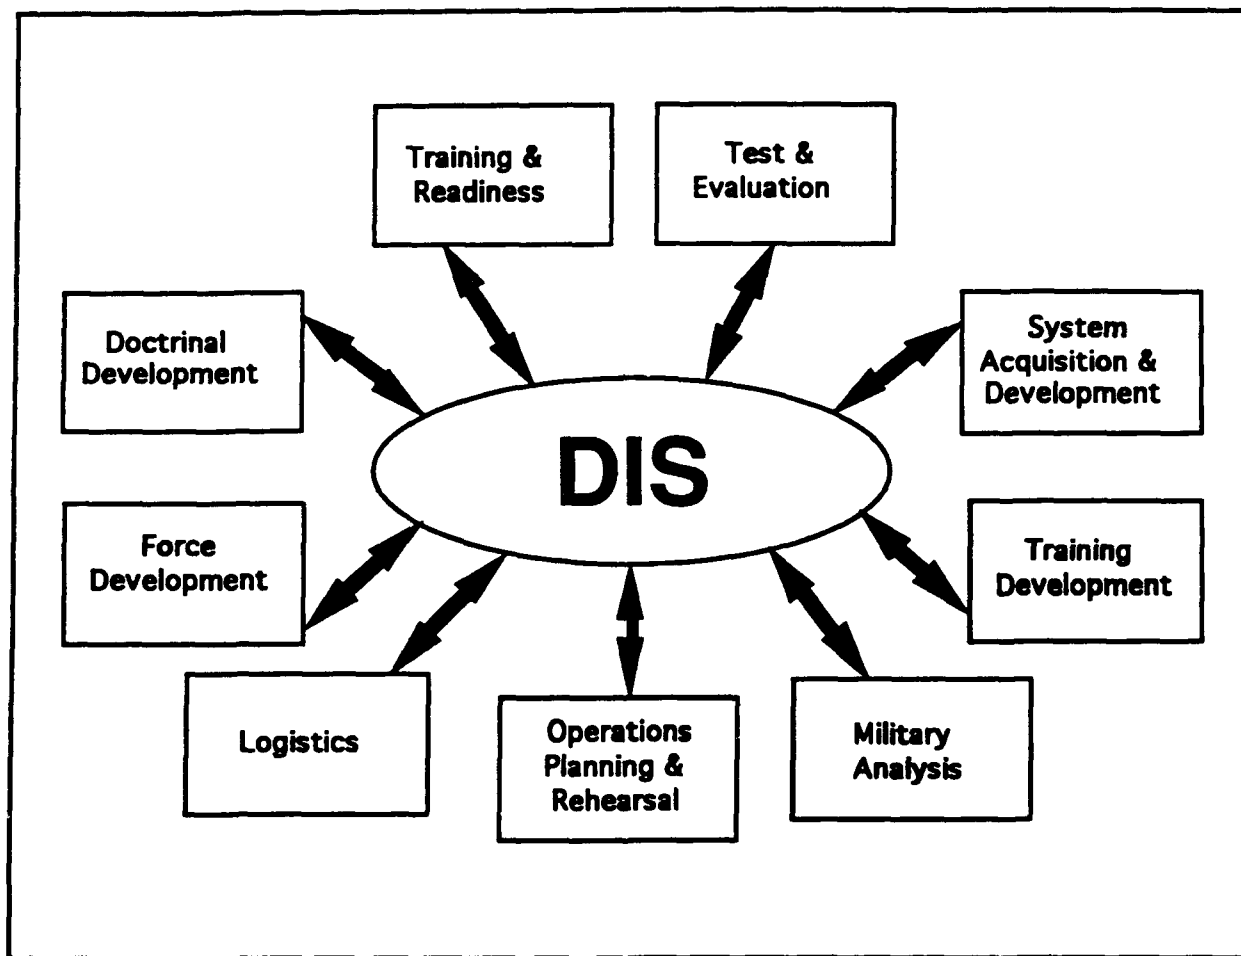 Training &
Readiness
Test &
Evaluation
Doctrinal
Development
System
Acquisition &
Development
DIS
Force
Development
Training
Development
Logistics
Operations
Planning &
Rehearsal
Military
Analysis